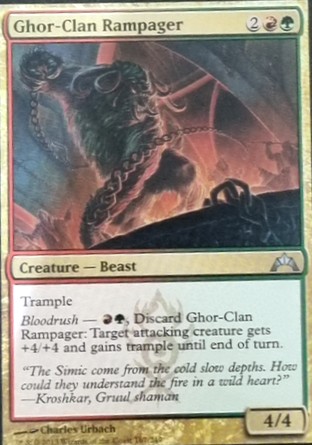 Ghor-Clan Rampager 2
Creature — Beast
Trample
Bloodrush — , Discard Ghor-Clan
Rampager: Target attacking creature gets
+4/+4 and gains trample until end of turn.
"The Simic come from the cold slow depths. How
could they understand the fire in a wild heart?"
—Kroshkar, Gruul shaman
Charles Urbach
4/4